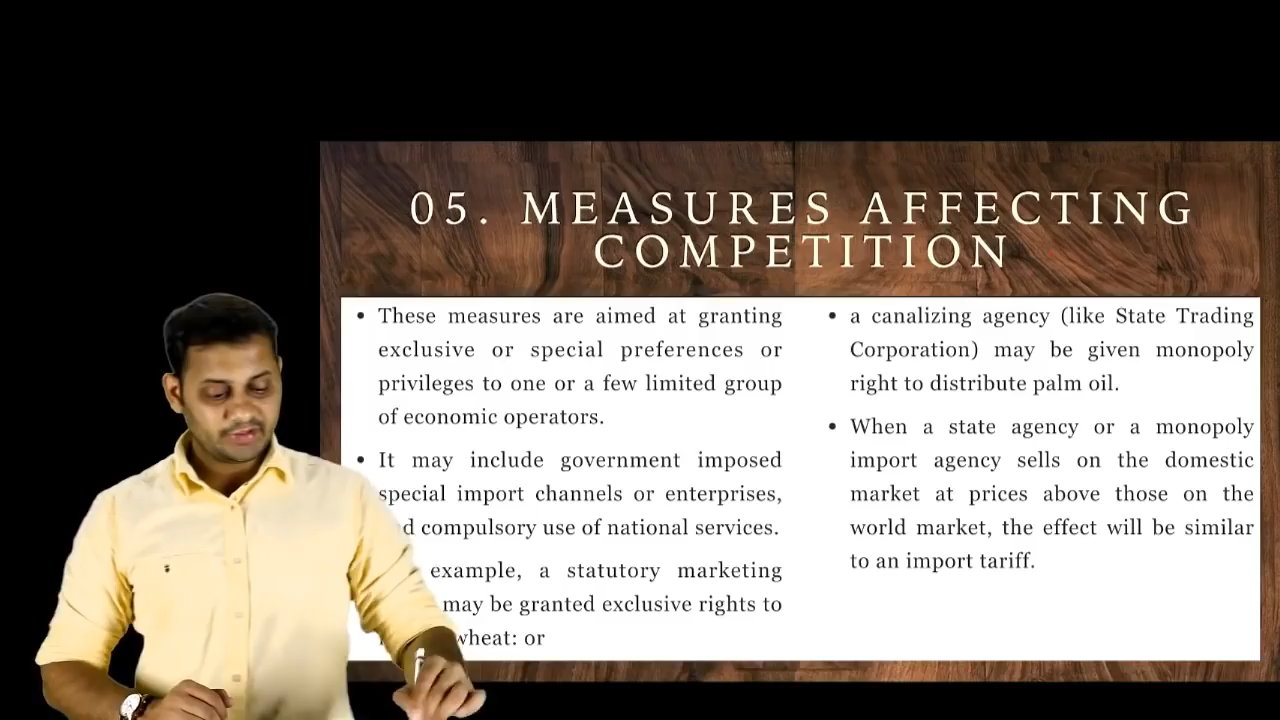 05. MEASURES AFFECTING
COMPETITION
• These measures are aimed at granting
exclusive or special preferences or
privileges to one or a few limited group
of economic operators.
• It may include government imposed
special import channels or enterprises,
compulsory use of national services.
example, a statutory marketing
may be granted exclusive rights to
wheat: or
• a canalizing agency (like State Trading
Corporation) may be given monopoly
right to distribute palm oil.
• When a state agency or a monopoly
import agency sells on the domestic
market at prices above those on the
world market, the effect will be similar
to an import tariff.